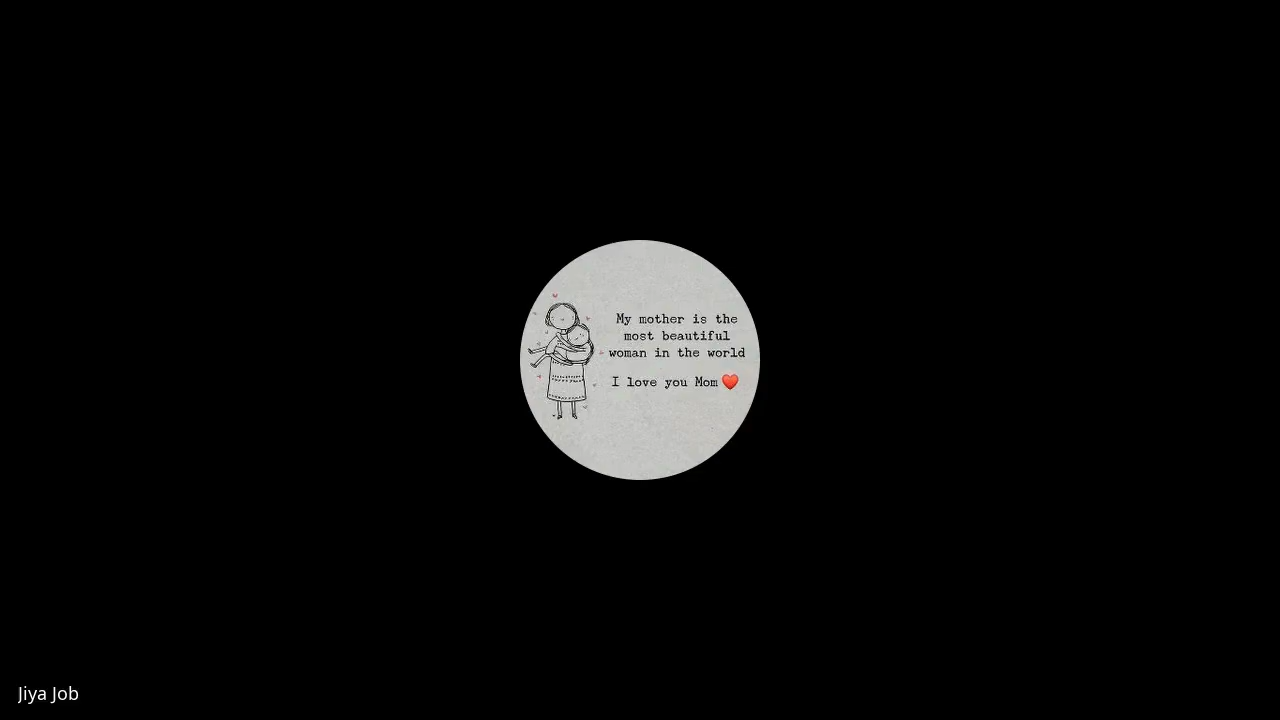 My mother is the
most beautiful
woman in the world
I love you Mom ❤️
Jiya Job